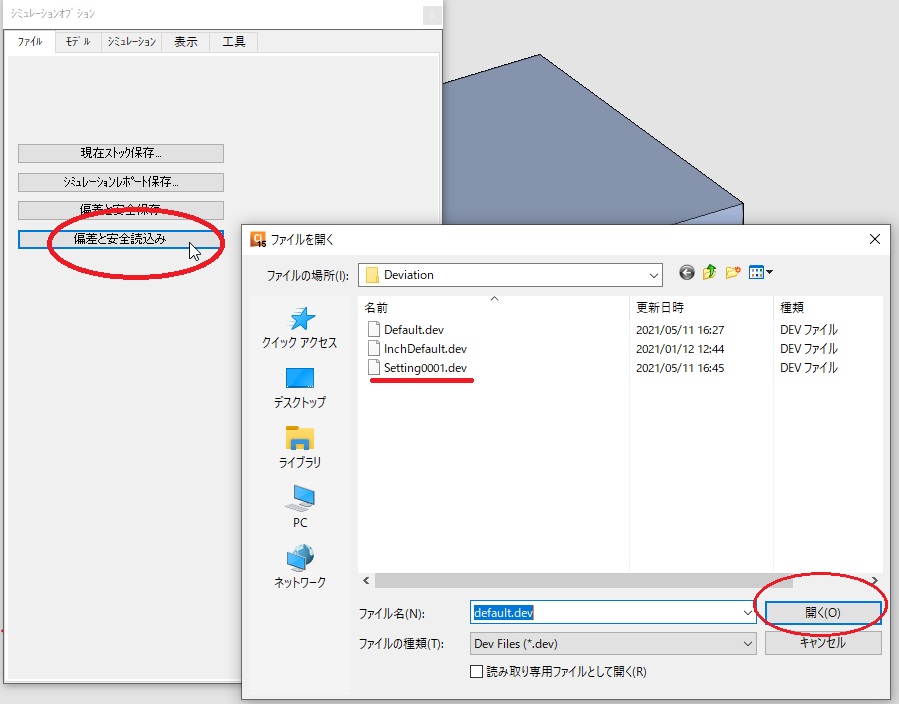 シミュレーションオプション
ファイル モデル シミュレーション 表示 工具
現在ストック保存...
シミュレーションレポート保存...
偏差と安全保存...
偏差と安全読込み
CL 15 ファイルを開く
ファイルの場所(I): Deviation
クイック アクセス
デスクトップ
ライブラリ
PC
ネットワーク
名前 更新日時 種類
Default.dev 2021/05/11 16:27 DEV ファイル
InchDefault.dev 2021/01/12 12:44 DEV ファイル
Setting0001.dev 2021/05/11 16:45 DEV ファイル
ファイル名(N): default.dev 開く(O)
ファイルの種類(T): Dev Files (*.dev) キャンセル
読み取り専用ファイルとして開く(R)